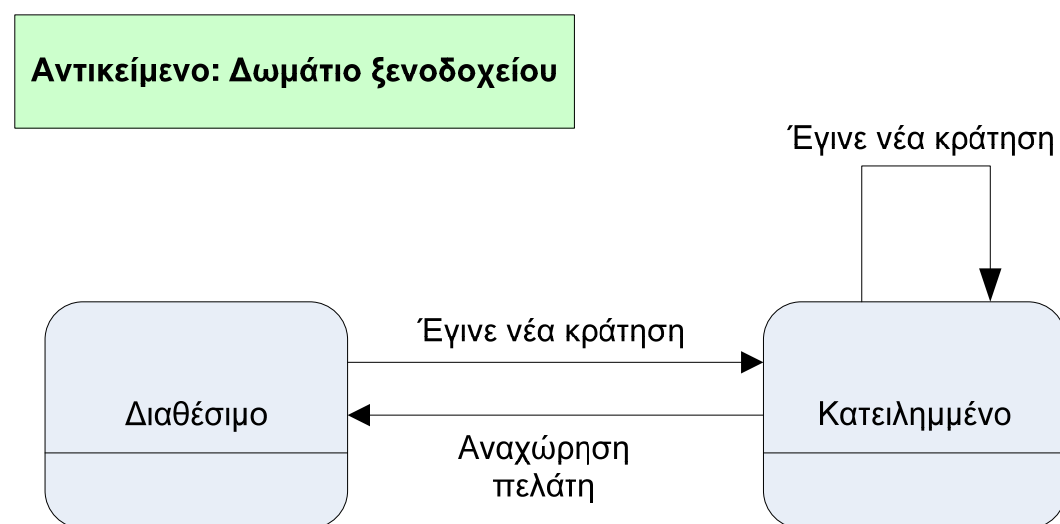 Αντικείμενο: Δωμάτιο ξενοδοχείου
Έγινε νέα κράτηση
Έγινε νέα κράτηση
Διαθέσιμο
Κατειλημμένο
Αναχώρηση
πελάτη